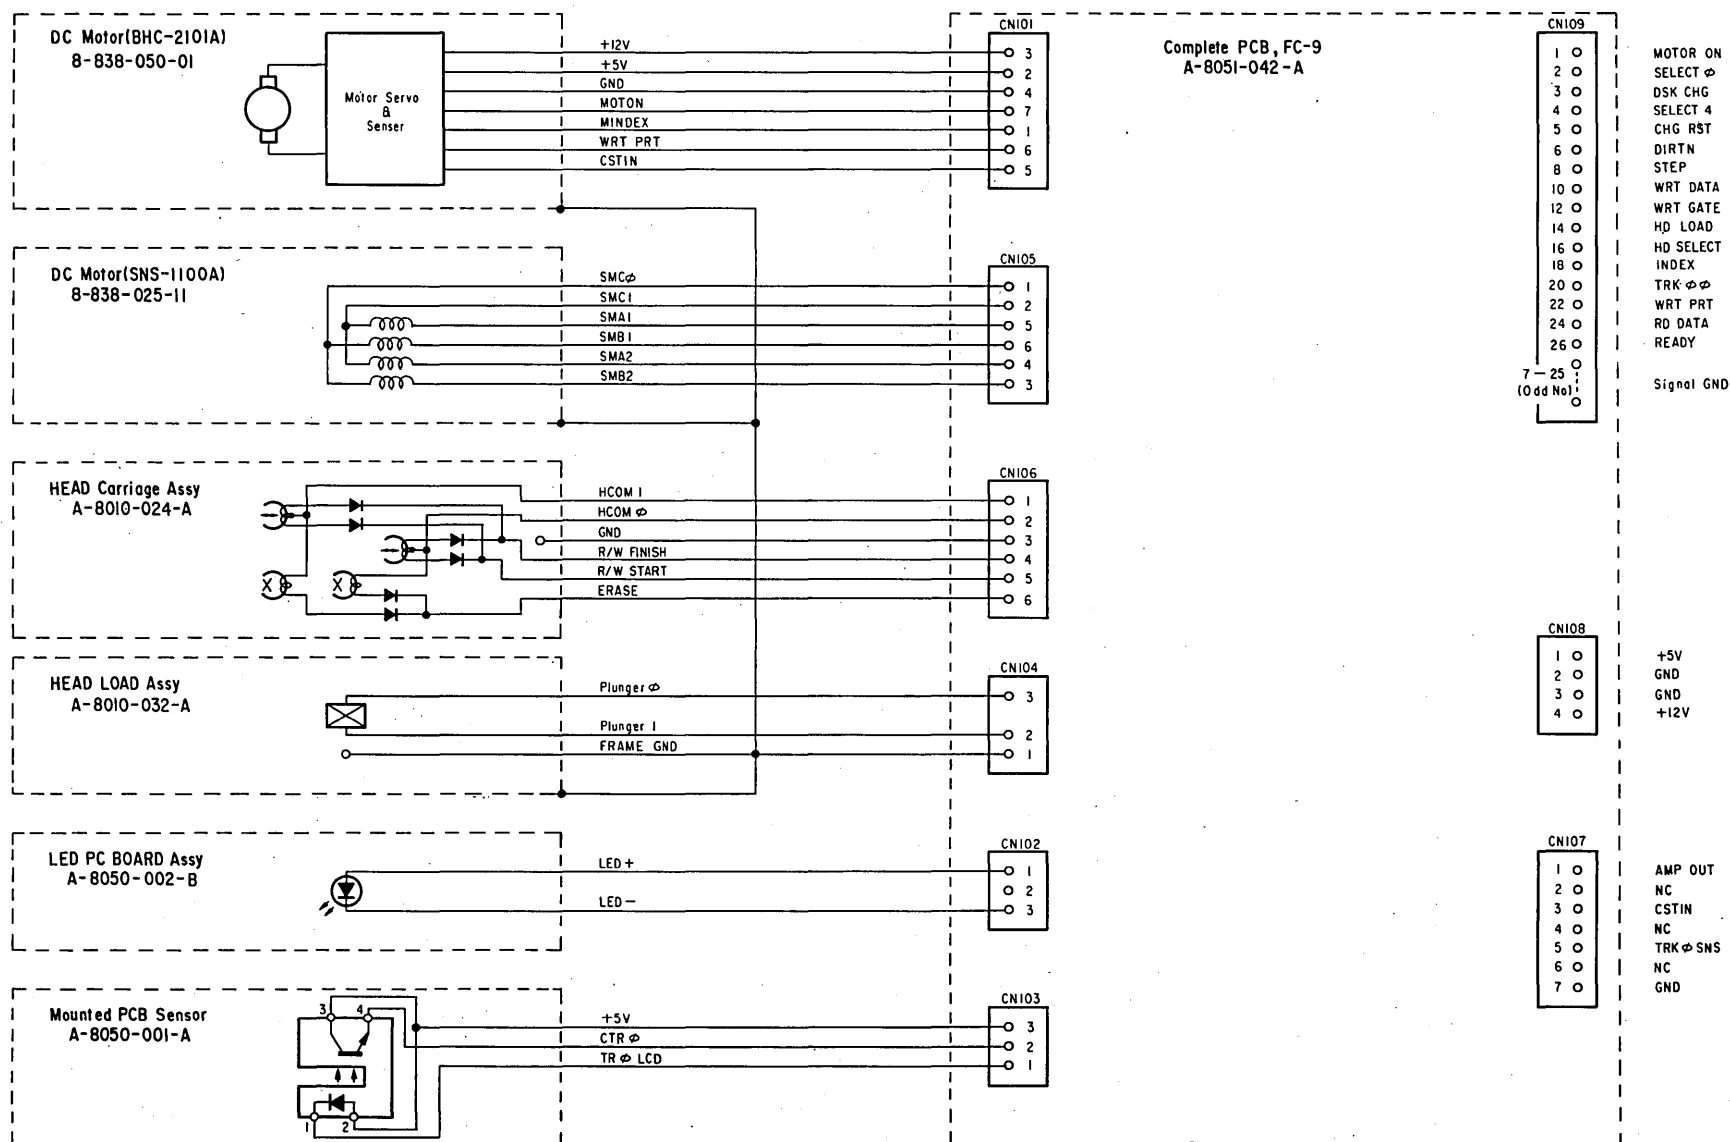 DC Motor(BHC-2101A)
8-838-050-01
Motor Servo
&
Senser
+12V
+5V
GND
MOTON
MINDEX
WRT PRT
CSTIN
CN101
3
2
4
7
1
6
5
Complete PCB, FC-9
A-8051-042-A
CN109
1 MOTOR ON
2 SELECT ϕ
3 DSK CHG
4 SELECT 4
5 CHG RST
6 DIRTN
8 STEP
10 WRT DATA
12 WRT GATE
14 HD LOAD
16 HD SELECT
18 INDEX
20 TRK ϕϕ
22 WRT PRT
24 RD DATA
26 READY
7-25
(Odd No)
Signal GND
DC Motor(SNS-1100A)
8-838-025-11
SMCϕ
SMC1
SMA1
SMB1
SMA2
SMB2
CN105
1
2
5
6
4
3
HEAD Carriage Assy
A-8010-024-A
HCOM 1
HCOM ϕ
GND
R/W FINISH
R/W START
ERASE
CN106
1
2
3
4
5
6
HEAD LOAD Assy
A-8010-032-A
Plunger ϕ
Plunger 1
FRAME GND
CN104
3
2
1
CN108
1 +5V
2 GND
3 GND
4 +12V
LED PC BOARD Assy
A-8050-002-B
LED+
LED-
CN102
1
2
3
CN107
1 AMP OUT
2 NC
3 CSTIN
4 NC
5 TRKϕSNS
6 NC
7 GND
Mounted PCB Sensor
A-8050-001-A
3 4
1 2
+5V
CTR ϕ
TR ϕ LCD
CN103
3
2
1